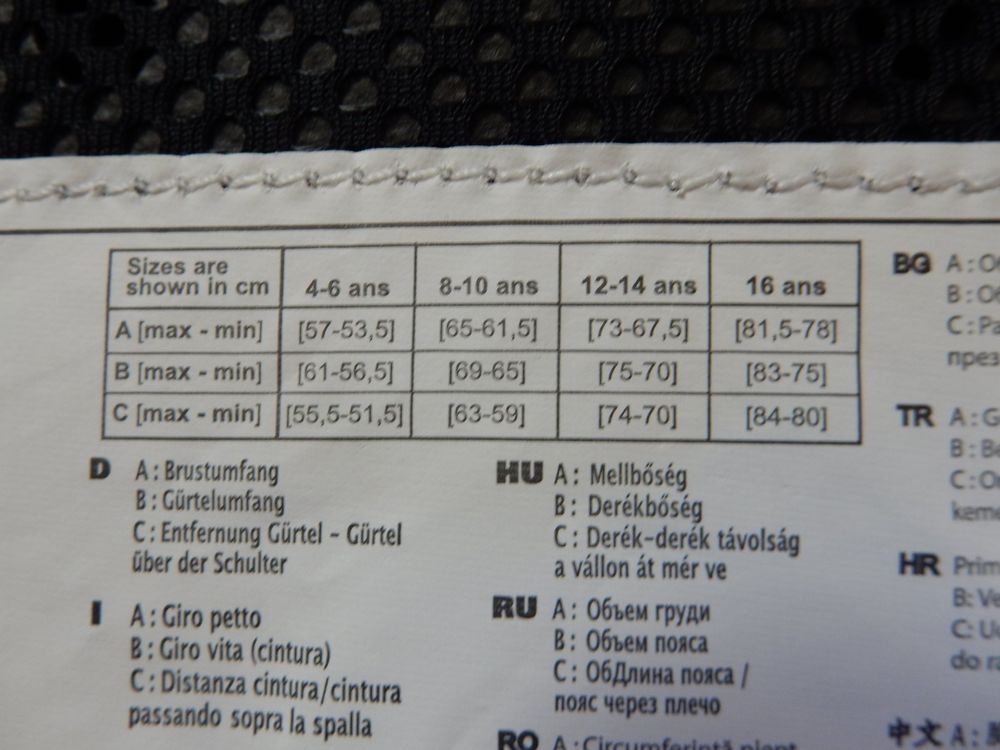 Sizes are
shown in cm 4-6 ans 8-10 ans 12-14 ans 16 ans
A [max - min] [57-53,5] [65-61,5] [73-67,5] [81,5-78]
B [max - min] [61-56,5] [69-65] [75-70] [83-75]
C [max - min] [55,5-51,5] [63-59] [74-70] [84-80]
D A : Brustumfang
B : Gürtelumfang
C : Entfernung Gürtel - Gürtel
über der Schulter
I A : Giro petto
B : Giro vita (cintura)
C : Distanza cintura/cintura
passando sopra la spalla
HU A : Mellbőség
B : Derékbőség
C : Derék-derék távolság
a vállon át mér ve
RU A : Объем груди
B : Объем пояса
C : ОбДлина пояса /
пояс через плечо
RO A : Circumferintă piept
BG A :
B :
C :
през
TR A :
B :
C :
HR
B:
C:
do
中文 A :